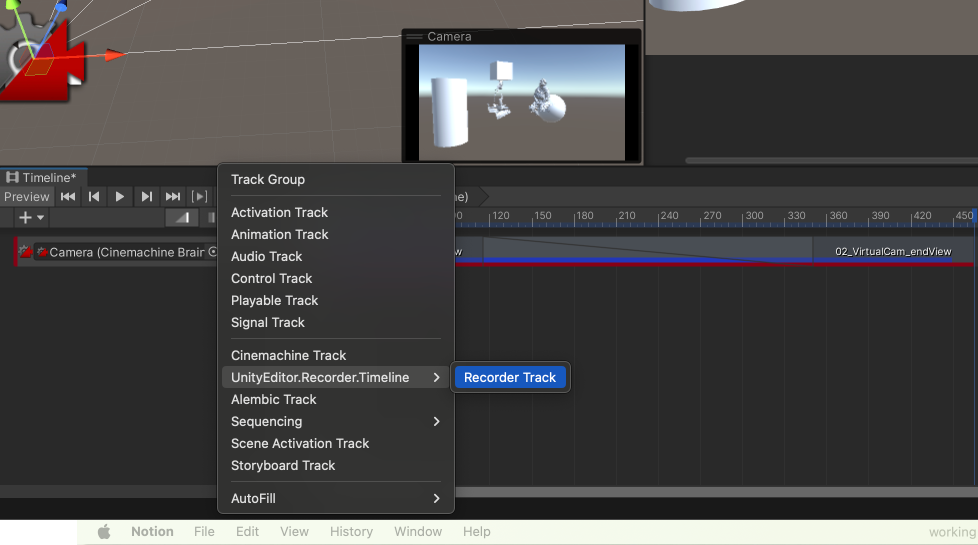 Camera
Timeline*
Preview
ne)
Track Group
Activation Track
Animation Track
Audio Track
Control Track
Playable Track
Signal Track
Cinemachine Track
UnityEditor.Recorder.Timeline
Recorder Track
Alembic Track
Sequencing
Scene Activation Track
Storyboard Track
AutoFill
90 120 150 180 210 240 270 300 330 360 390 420 450
Camera (Cinemachine Brain
w
02_VirtualCam_endView
Notion File Edit View History Window Help
working